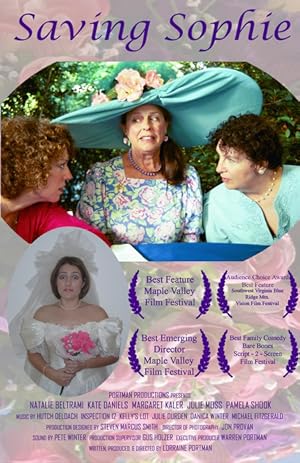 Saving Sophie
Best Feature
Maple Valley
Film Festival
Audience Choice Award
Best Feature
Southwest Virginia Blue
Ridge Mtn.
Vision Film Festival
Best Emerging
Director
Maple Valley
Film Festival
Best Family Comedy
Bare Bones
Script - 2 - Screen
Film Festival
PORTMAN PRODUCTIONS PRESENTS
NATALIE BELTRAMI KATE DANIELS MARGARET KALER JULIE MOSS PAMELA SHOOK
MUSIC BY HUTCH DELOACH INSPECTION 12 KELLY'S LOT JULIE DURDEN DANICA WINTER MICHAEL FITZGERALD
PRODUCTION DESIGNED BY STEVEN MARCUS SMITH DIRECTOR OF PHOTOGRAPHY JON PROVAN
SOUND BY PETE WINTER PRODUCTION SUPERVISOR GUS HOLZER EXECUTIVE PRODUCER WARREN PORTMAN
WRITTEN, PRODUCED, & DIRECTED BY LORRAINE PORTMAN